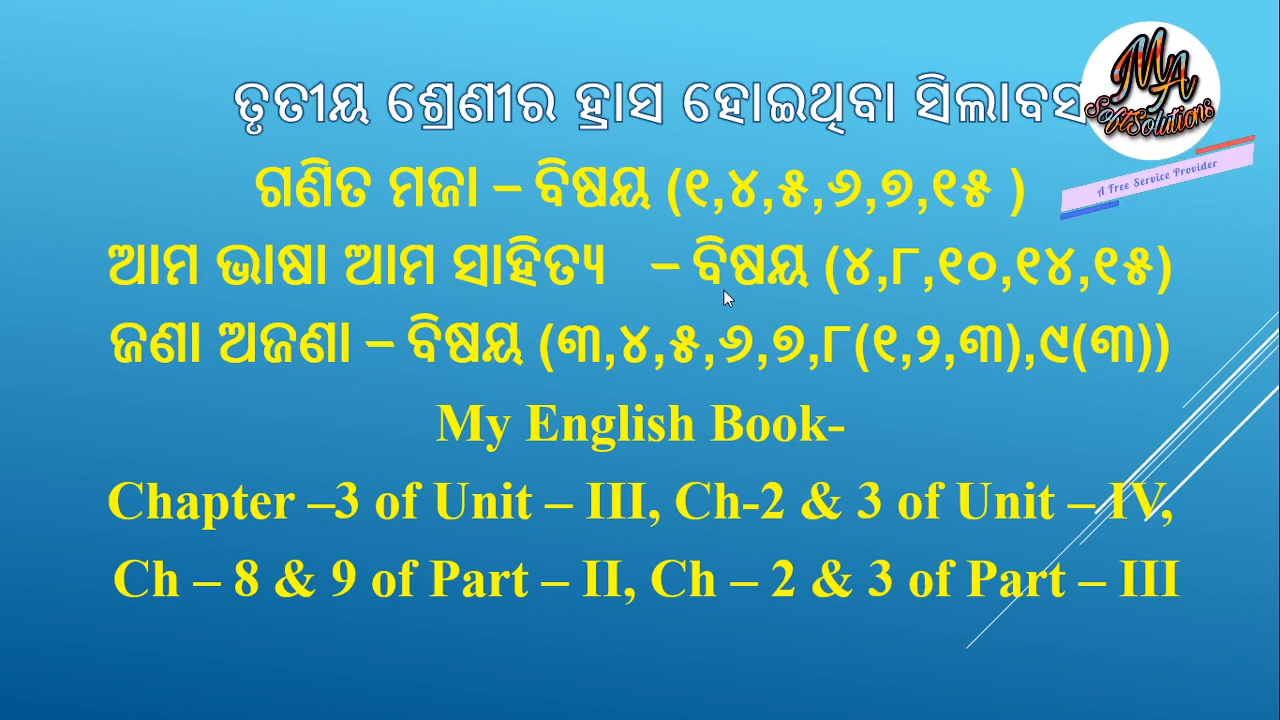 ତୃତୀୟ ଶ୍ରେଣୀର ହ୍ରାସ ହୋଇଥିବା ସିଲାବସ
ଗଣିତ ମଜା – ବିଷୟ (୧,୪,୫,୬,୭,୧୫ )
ଆମ ଭାଷା ଆମ ସାହିତ୍ୟ – ବିଷୟ (୪,୮,୧୦,୧୪,୧୫)
ଜଣା ଅଜଣା – ବିଷୟ (୩,୪,୫,୬,୭,୮(୧,୨,୩),୯(୩))
My English Book-
Chapter –3 of Unit – III, Ch-2 & 3 of Unit – IV,
Ch – 8 & 9 of Part – II, Ch – 2 & 3 of Part – III
MA
Solutions
A Free Service Provider